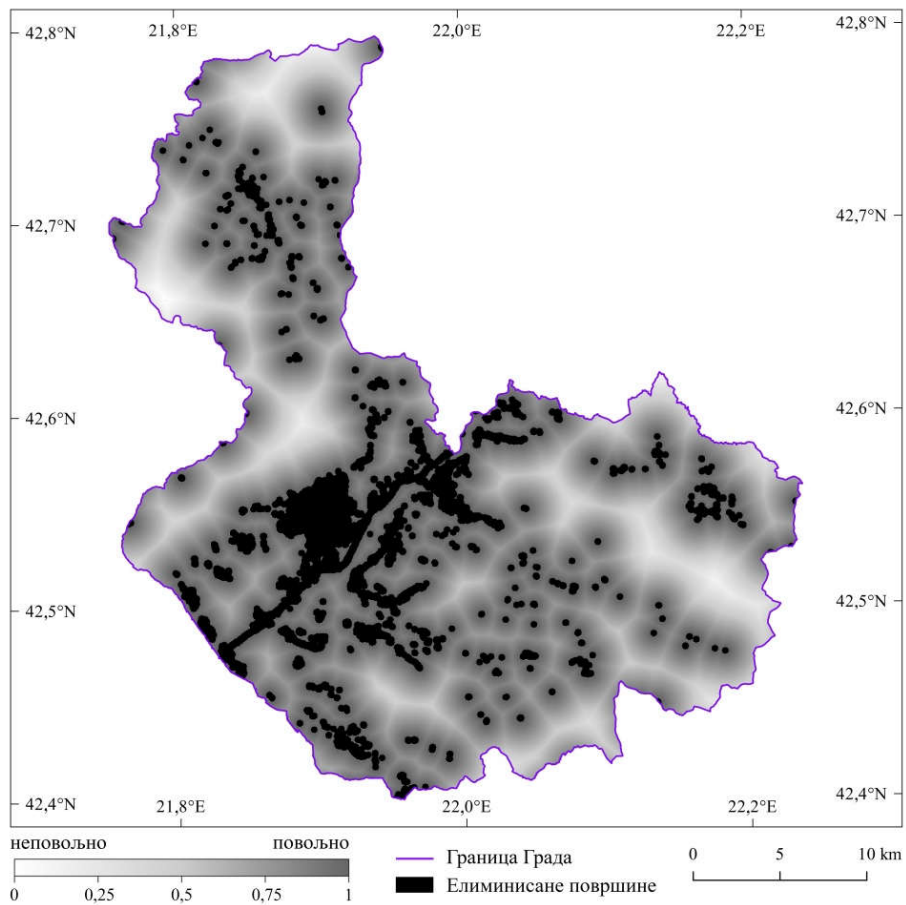 42,8°N 21,8°E 22,0°E 22,2°E 42,8°N
42,7°N 42,7°N
42,6°N 42,6°N
42,5°N 42,5°N
42,4°N 21,8°E 22,0°E 22,2°E 42,4°N
неповољно повољно
0 0,25 0,5 0,75 1
Граница Града
Елиминисане површине
0 5 10 km